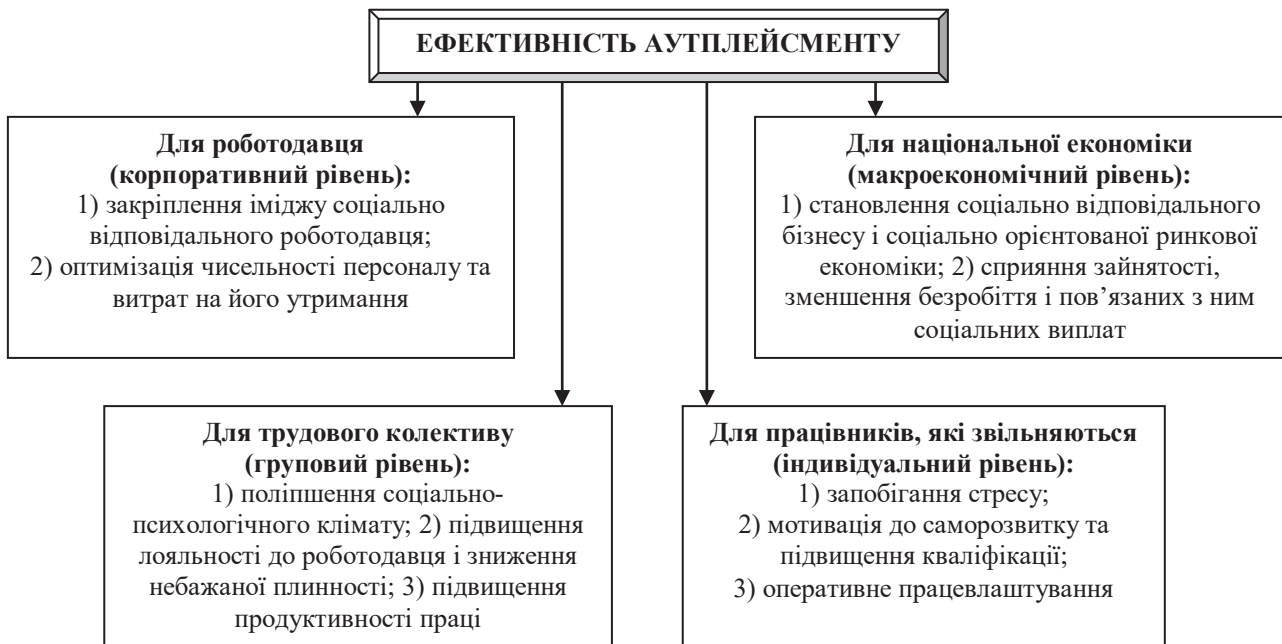 ЕФЕКТИВНІСТЬ АУТПЛЕЙСМЕНТУ
Для роботодавця
(корпоративний рівень):
1) закріплення іміджу соціально
відповідального роботодавця;
2) оптимізація чисельності персоналу та
витрат на його утримання
Для національної економіки
(макроекономічний рівень):
1) становлення соціально відповідального
бізнесу і соціально орієнтованої ринкової
економіки; 2) сприяння зайнятості,
зменшення безробіття і пов’язаних з ним
соціальних виплат
Для трудового колективу
(груповий рівень):
1) поліпшення соціально-
психологічного клімату; 2) підвищення
лояльності до роботодавця і зниження
небажаної плинності; 3) підвищення
продуктивності праці
Для працівників, які звільняються
(індивідуальний рівень):
1) запобігання стресу;
2) мотивація до саморозвитку та
підвищення кваліфікації;
3) оперативне працевлаштування